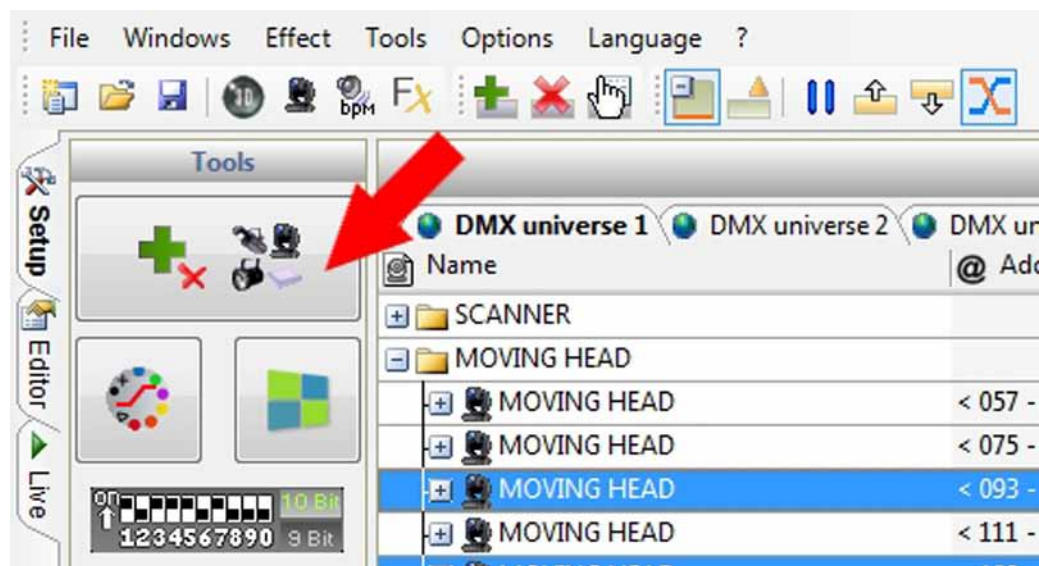 File Windows Effect Tools Options Language ?
3D bpm Fx
Tools
Setup
Editor
Live
DMX universe 1 DMX universe 2 DMX un
Name @ Add
SCANNER
MOVING HEAD
MOVING HEAD < 057 -
MOVING HEAD < 075 -
MOVING HEAD < 093 -
MOVING HEAD < 111 -
on 10 Bit
1234567890 9 Bit